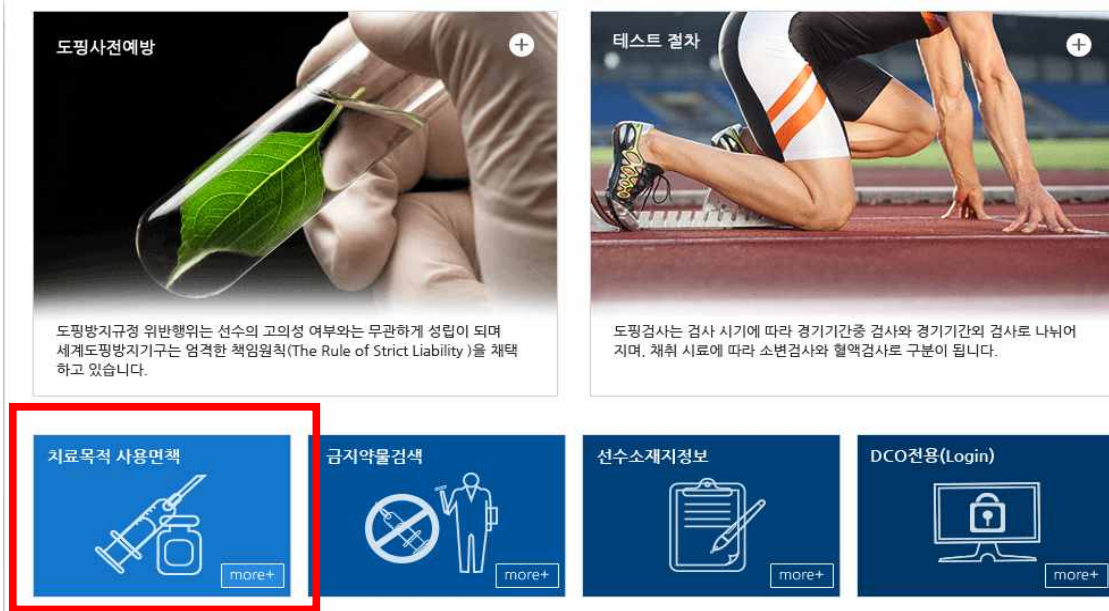 도핑사전예방
테스트 절차
도핑방지규정 위반행위는 선수의 고의성 여부와는 무관하게 성립이 되며
세계도핑방지기구는 엄격한 책임원칙(The Rule of Strict Liability )을 채택
하고 있습니다.
도핑검사는 검사 시기에 따라 경기기간중 검사와 경기기간외 검사로 나뉘어
지며, 채취 시료에 따라 소변검사와 혈액검사로 구분이 됩니다.
치료목적 사용면책
more+
금지약물검색
more+
선수소재지정보
more+
DCO전용(Login)
more+